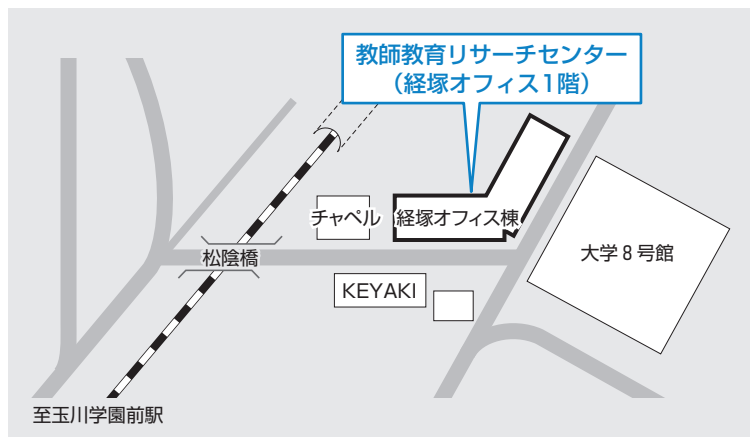 教師教育リサーチセンター
（経塚オフィス1階）
チャペル
経塚オフィス棟
松陰橋
大学8号館
KEYAKI
至玉川学園前駅